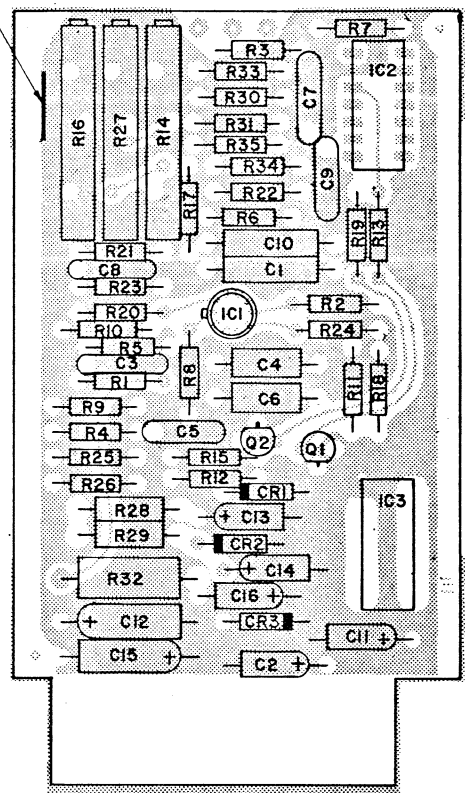 R7
R3
IC2
R33
C7
R30
R16
R27
R14
R31
R35
R34
C9
R22
R17
R6
R19
R13
C10
R21
C8
C1
R23
R2
R20
IC1
R10
R24
R5
C3
R8
C4
R1
R11
R18
C6
R9
R4
C5
Q2
Q1
R25
R15
R12
R26
CR1
IC3
R28
+ C13
R29
CR2
R32
+ C14
C16 +
C12
+
CR3
C11 +
C15 +
C2 +